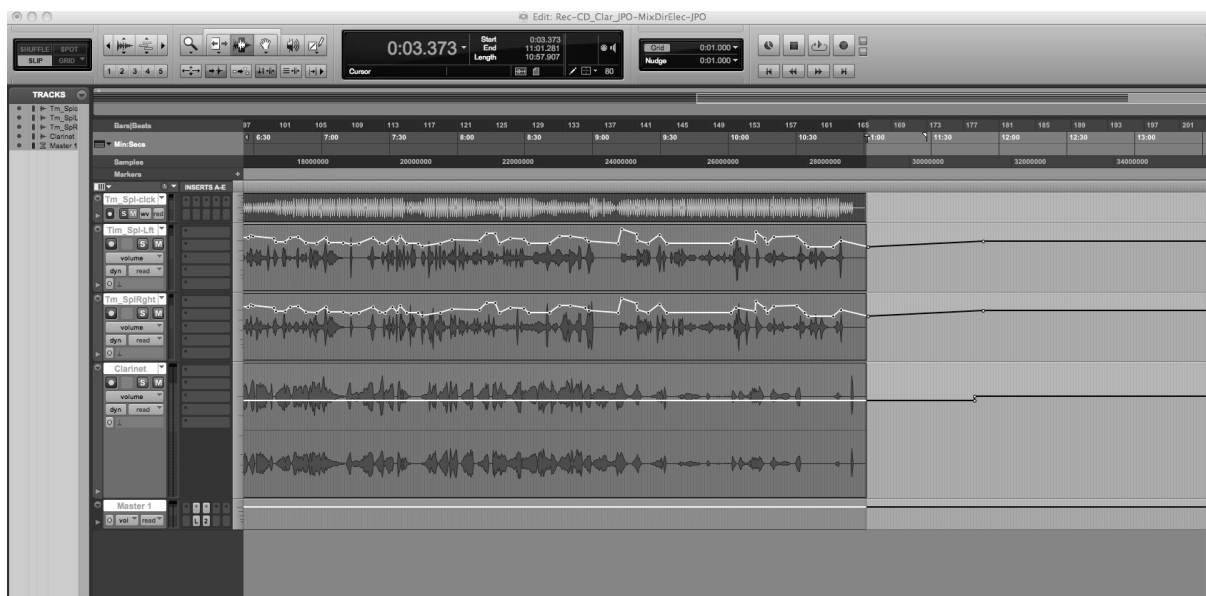 Edit: Rec-CD_Clar_JPO-MixDirElec-JPO
SHUFFLE SPOT
SLIP GRID
1 2 3 4 5
0:03.373
Start 0:03.373
End 11:01.281
Length 10:57.907
Cursor
80
Grid 0:01.000
Nudge 0:01.000
TRACKS
Tm_Splc
Tm_SplL
Tm_SpR
Clarinet
Master 1
Bars|Beats 97 101 105 109 113 117 121 125 129 133 137 141 145 149 153 157 161 165 169 173 177 181 185 189 193 197 201
Min:Secs 6:30 7:00 7:30 8:00 8:30 9:00 9:30 10:00 10:30 11:30 12:00 12:30 13:00
Samples 18000000 20000000 22000000 24000000 26000000 28000000 30000000 32000000 34000000
Markers +
INSERTS A-E
Tm_Spl-clck
S M wv red
Tim_Spl-Lft
S M
volume
dyn read
Tm_SplRght
S M
volume
dyn read
Clarinet
S M
volume
dyn read
Master 1
vol read
L 2